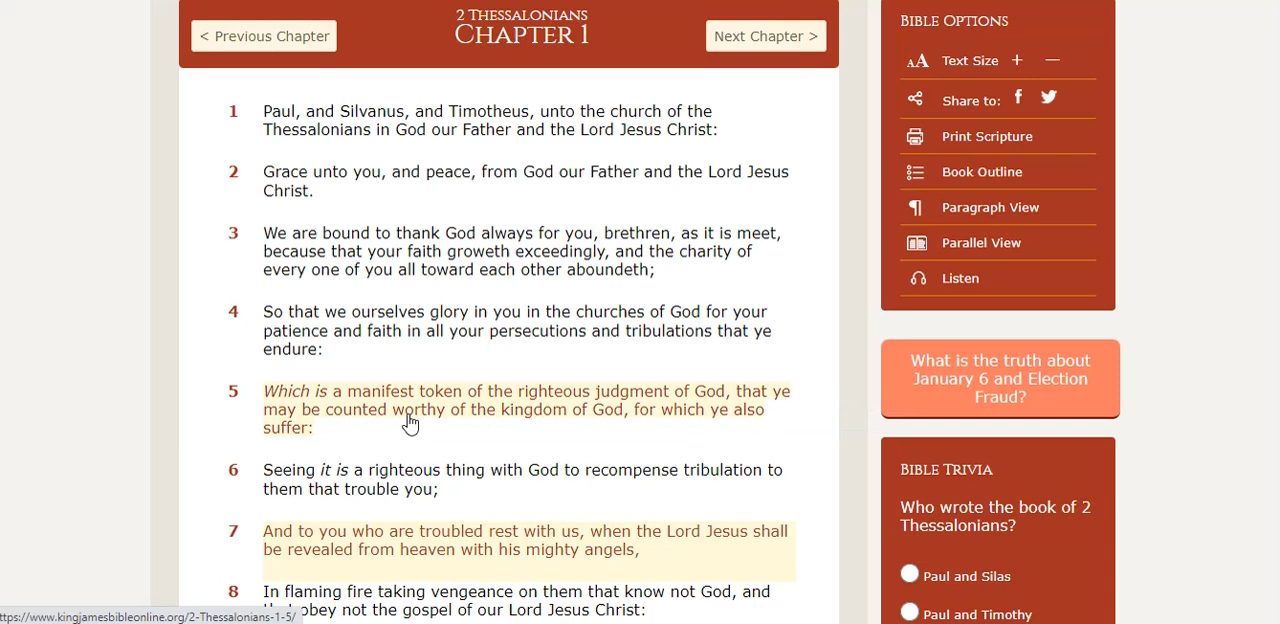 < Previous Chapter
2 THESSALONIANS
CHAPTER 1
Next Chapter >
1 Paul, and Silvanus, and Timotheus, unto the church of the
Thessalonians in God our Father and the Lord Jesus Christ:
2 Grace unto you, and peace, from God our Father and the Lord Jesus
Christ.
3 We are bound to thank God always for you, brethren, as it is meet,
because that your faith groweth exceedingly, and the charity of
every one of you all toward each other aboundeth;
4 So that we ourselves glory in you in the churches of God for your
patience and faith in all your persecutions and tribulations that ye
endure:
5 Which is a manifest token of the righteous judgment of God, that ye
may be counted worthy of the kingdom of God, for which ye also
suffer:
6 Seeing it is a righteous thing with God to recompense tribulation to
them that trouble you;
7 And to you who are troubled rest with us, when the Lord Jesus shall
be revealed from heaven with his mighty angels,
8 In flaming fire taking vengeance on them that know not God, and
obey not the gospel of our Lord Jesus Christ:
ttps://www.kingjamesbibleonline.org/2-Thessalonians-1-5/
BIBLE OPTIONS
AA Text Size + —
Share to:
Print Scripture
Book Outline
Paragraph View
Parallel View
Listen
What is the truth about
January 6 and Election
Fraud?
BIBLE TRIVIA
Who wrote the book of 2
Thessalonians?
Paul and Silas
Paul and Timothy